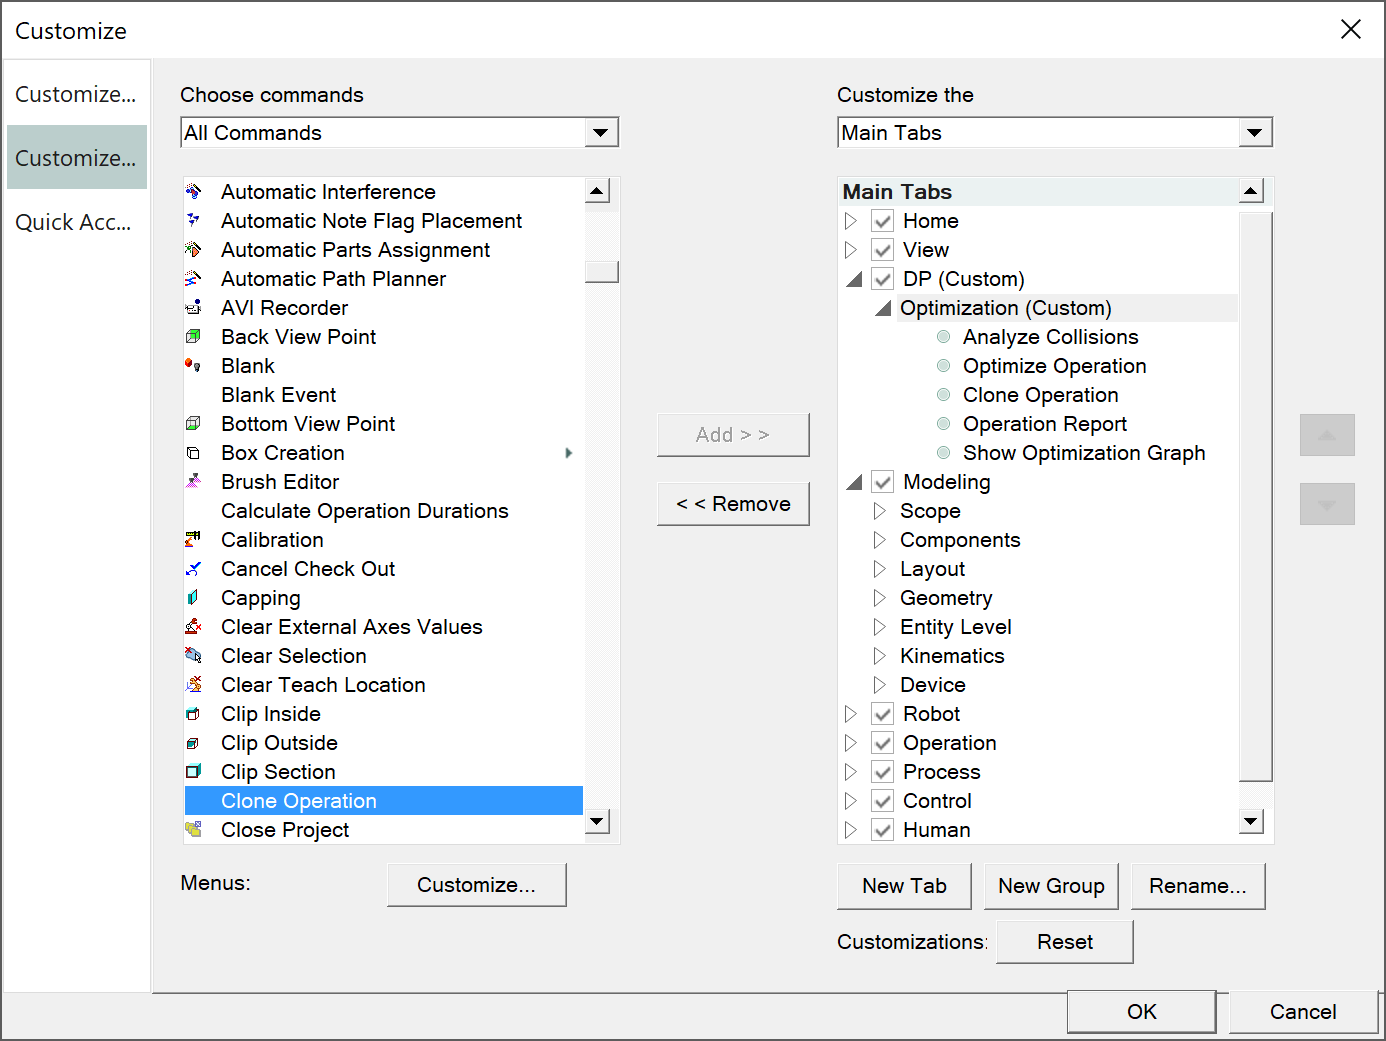 Customize
Customize...
Customize...
Quick Acc...
Choose commands
All Commands
Automatic Interference
Automatic Note Flag Placement
Automatic Parts Assignment
Automatic Path Planner
AVI Recorder
Back View Point
Blank
Blank Event
Bottom View Point
Box Creation
Brush Editor
Calculate Operation Durations
Calibration
Cancel Check Out
Capping
Clear External Axes Values
Clear Selection
Clear Teach Location
Clip Inside
Clip Outside
Clip Section
Clone Operation
Close Project
Menus:
Customize...
Add > >
< < Remove
Customize the
Main Tabs
Main Tabs
Home
View
DP (Custom)
Optimization (Custom)
Analyze Collisions
Optimize Operation
Clone Operation
Operation Report
Show Optimization Graph
Modeling
Scope
Components
Layout
Geometry
Entity Level
Kinematics
Device
Robot
Operation
Process
Control
Human
New Tab
New Group
Rename...
Customizations:
Reset
OK
Cancel